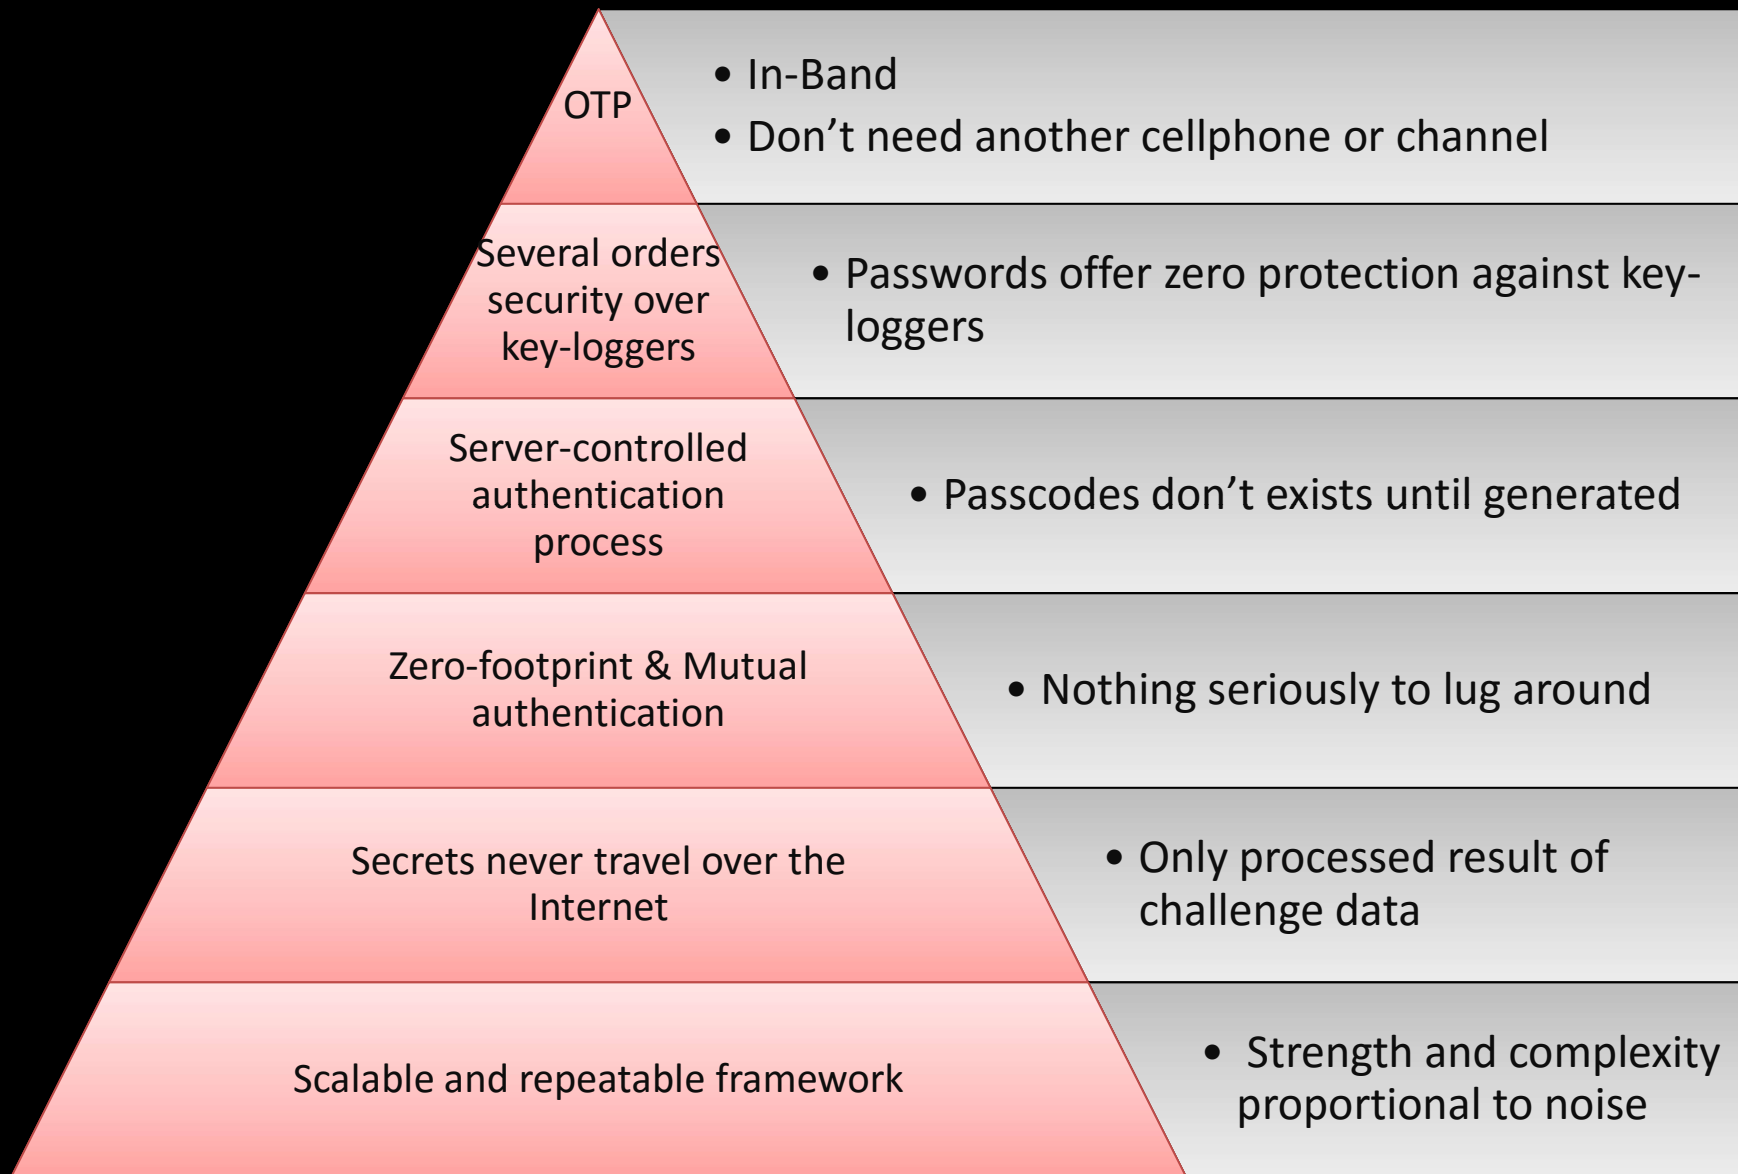 OTP
• In-Band
• Don’t need another cellphone or channel
Several orders
security over
key-loggers
• Passwords offer zero protection against key-
loggers
Server-controlled
authentication
process
• Passcodes don’t exists until generated
Zero-footprint & Mutual
authentication
• Nothing seriously to lug around
Secrets never travel over the
Internet
• Only processed result of
challenge data
Scalable and repeatable framework
• Strength and complexity
proportional to noise